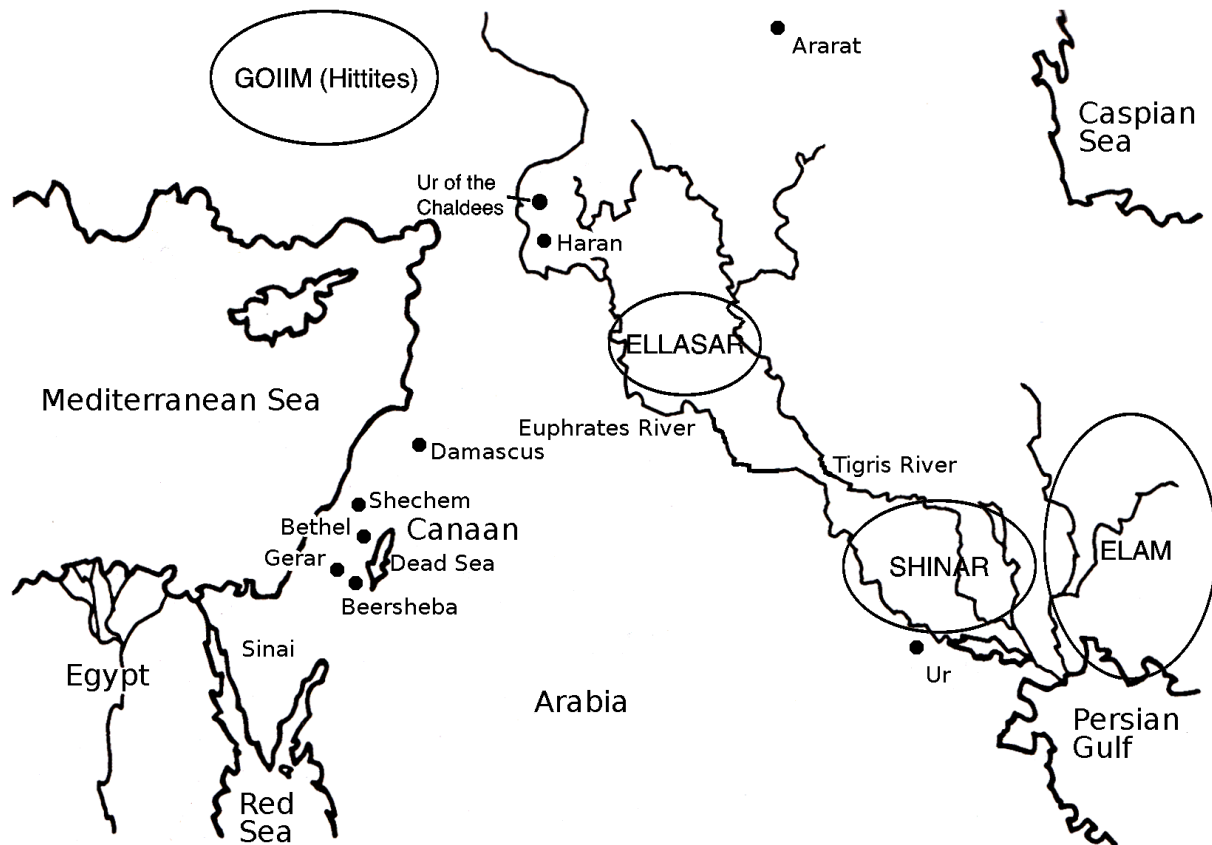 GOIIM (Hittites)
Ararat
Caspian
Sea
Ur of the
Chaldees
Haran
ELLASAR
Mediterranean Sea
Euphrates River
Damascus
Tigris River
Shechem
Bethel
Canaan
Gerar
Dead Sea
Beersheba
SHINAR
ELAM
Sinai
Egypt
Ur
Arabia
Persian
Gulf
Red
Sea